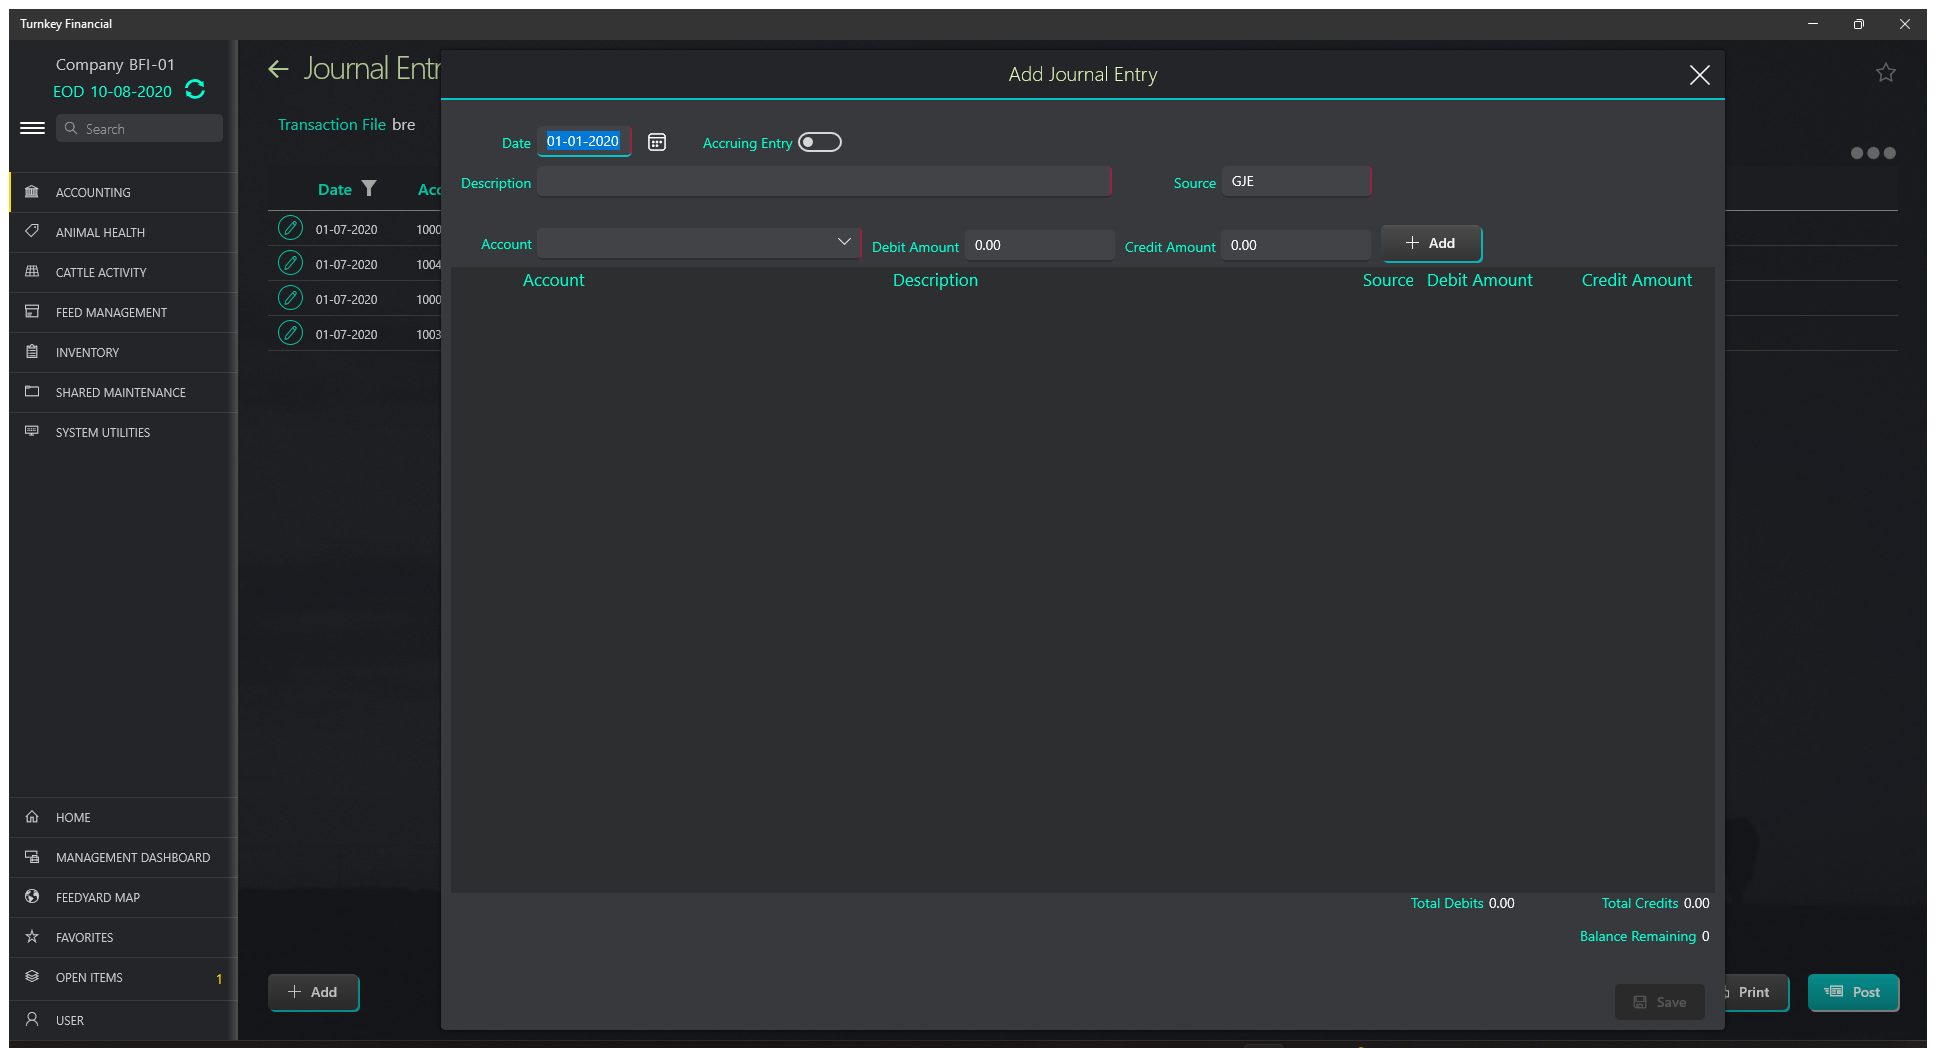 Turnkey Financial
Company BFI-01
EOD 10-08-2020
Search
ACCOUNTING
ANIMAL HEALTH
CATTLE ACTIVITY
FEED MANAGEMENT
INVENTORY
SHARED MAINTENANCE
SYSTEM UTILITIES
HOME
MANAGEMENT DASHBOARD
FEEDYARD MAP
FAVORITES
OPEN ITEMS 1
USER
Journal Entr
Transaction File bre
Date Acc
01-07-2020 1000
01-07-2020 1004
01-07-2020 1000
01-07-2020 1003
Add
Add Journal Entry
Date 01-01-2020 Accruing Entry
Description Source GJE
Account Debit Amount 0.00 Credit Amount 0.00 Add
Account Description Source Debit Amount Credit Amount
Total Debits 0.00 Total Credits 0.00
Balance Remaining 0
Save
Print
Post